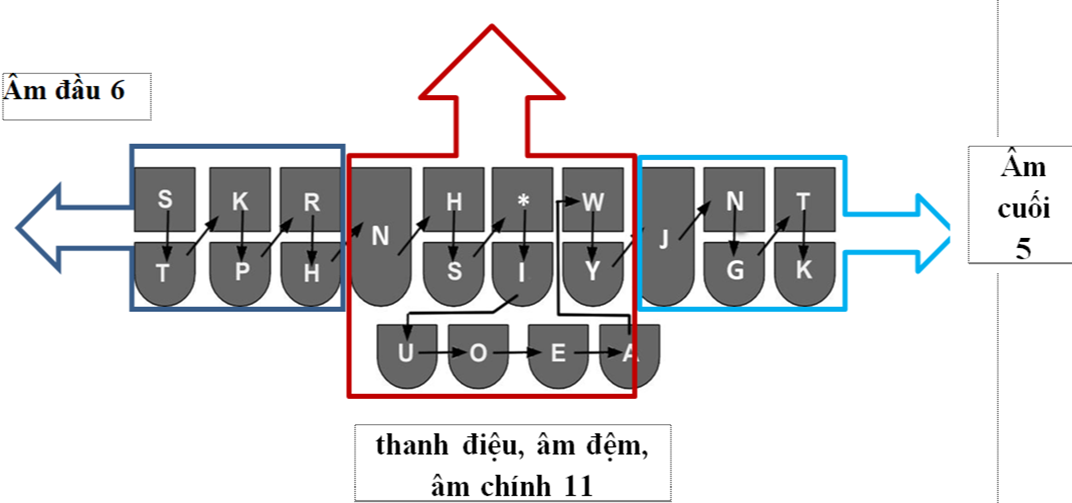 Âm đầu 6
S K R N H * W J N T
T P H S I Y G K
U O E A
Âm
cuối
5
thanh điệu, âm đệm,
âm chính 11